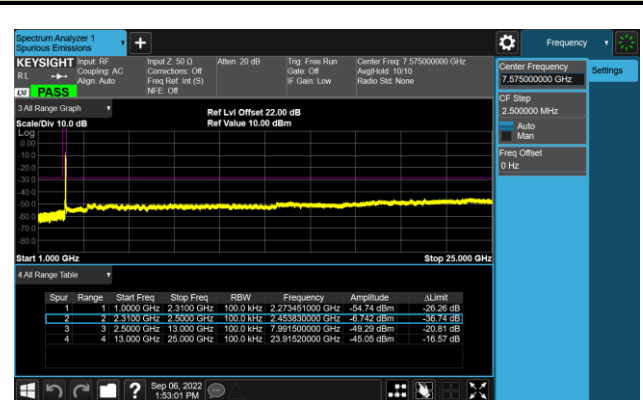 Spectrum Analyzer 1
Spurious Emissions
Frequency
KEYSIGHT Input: RF Input Z: 50 Ω Atten: 20 dB Trig: Free Run Center Freq: 7.575000000 GHz
RL Coupling: AC Corrections: Off Gate: Off Avg|Hold: 10/10
Align: Auto Freq Ref: Int (S) IF Gain: Low Radio Std: None
NFE: Off
LXI PASS
Center Frequency
7.575000000 GHz
Settings
CF Step
2.500000 MHz
Auto
Man
Freq Offset
0 Hz
3 All Range Graph
Ref Lvl Offset 22.00 dB
Scale/Div 10.0 dB Ref Value 10.00 dBm
Log
0.00
-10.0
-20.0
-30.0
-40.0
-50.0
-60.0
-70.0
-80.0
Start 1.000 GHz Stop 25.000 GHz
4 All Range Table
Spur Range Start Freq Stop Freq RBW Frequency Amplitude ΔLimit
1 1 1.0000 GHz 2.3100 GHz 100.0 kHz 2.273451000 GHz -54.74 dBm -26.26 dB
2 2 2.3100 GHz 2.5000 GHz 100.0 kHz 2.453830000 GHz -6.742 dBm -36.74 dB
3 3 2.5000 GHz 13.000 GHz 100.0 kHz 7.991500000 GHz -49.29 dBm -20.81 dB
4 4 13.000 GHz 25.000 GHz 100.0 kHz 23.91520000 GHz -45.05 dBm -16.57 dB
Sep 06, 2022
1:53:01 PM